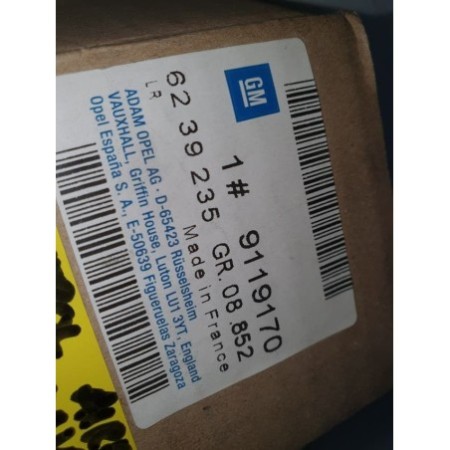 GM
1# 9119170
62 39 235 GR. 08.852
LR
Made in France
ADAM OPEL AG · D-65423 Rüsselsheim
VAUXHALL, Griffin House, Luton LU1 3YT, England
Opel España S. A., E-50639 Figueruelas Zaragoza